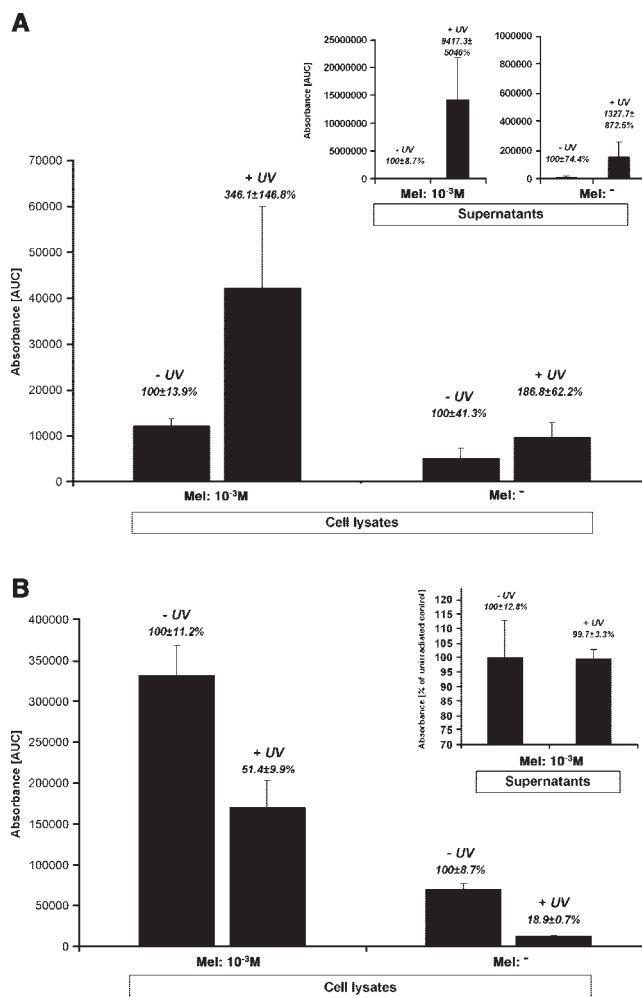 A
+ UV
9417.3±
5046%
- UV
100±8.7%
Absorbance [AUC]
25000000
20000000
15000000
10000000
5000000
0
Mel: 10⁻³M
1000000
800000
600000
400000
200000
0
+ UV
1327.7±
872.5%
- UV
100±74.4%
Mel: ⁻
Supernatants
Absorbance [AUC]
70000
60000
50000
40000
30000
20000
10000
0
- UV
100±13.9%
+ UV
346.1±146.8%
- UV
100±41.3%
+ UV
186.8±62.2%
Mel: 10⁻³M
Mel: ⁻
Cell lysates
B
Absorbance [AUC]
400000
350000
300000
250000
200000
150000
100000
50000
0
- UV
100±11.2%
+ UV
51.4±9.9%
- UV
100±8.7%
+ UV
18.9±0.7%
Mel: 10⁻³M
Mel: ⁻
Cell lysates
Absorbance [% of unirradiated control]
120
115
110
105
100
95
90
85
80
75
70
- UV
100±12.8%
+ UV
99.7±3.3%
Mel: 10⁻³M
Supernatants